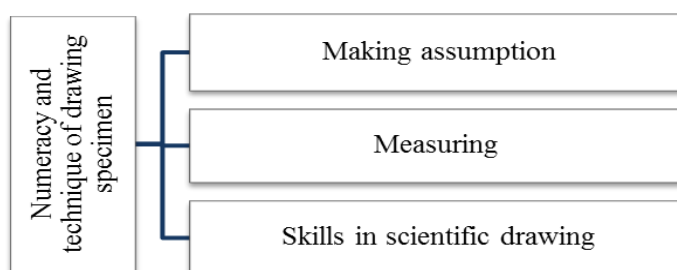 Numeracy and
technique of drawing
specimen
Making assumption
Measuring
Skills in scientific drawing